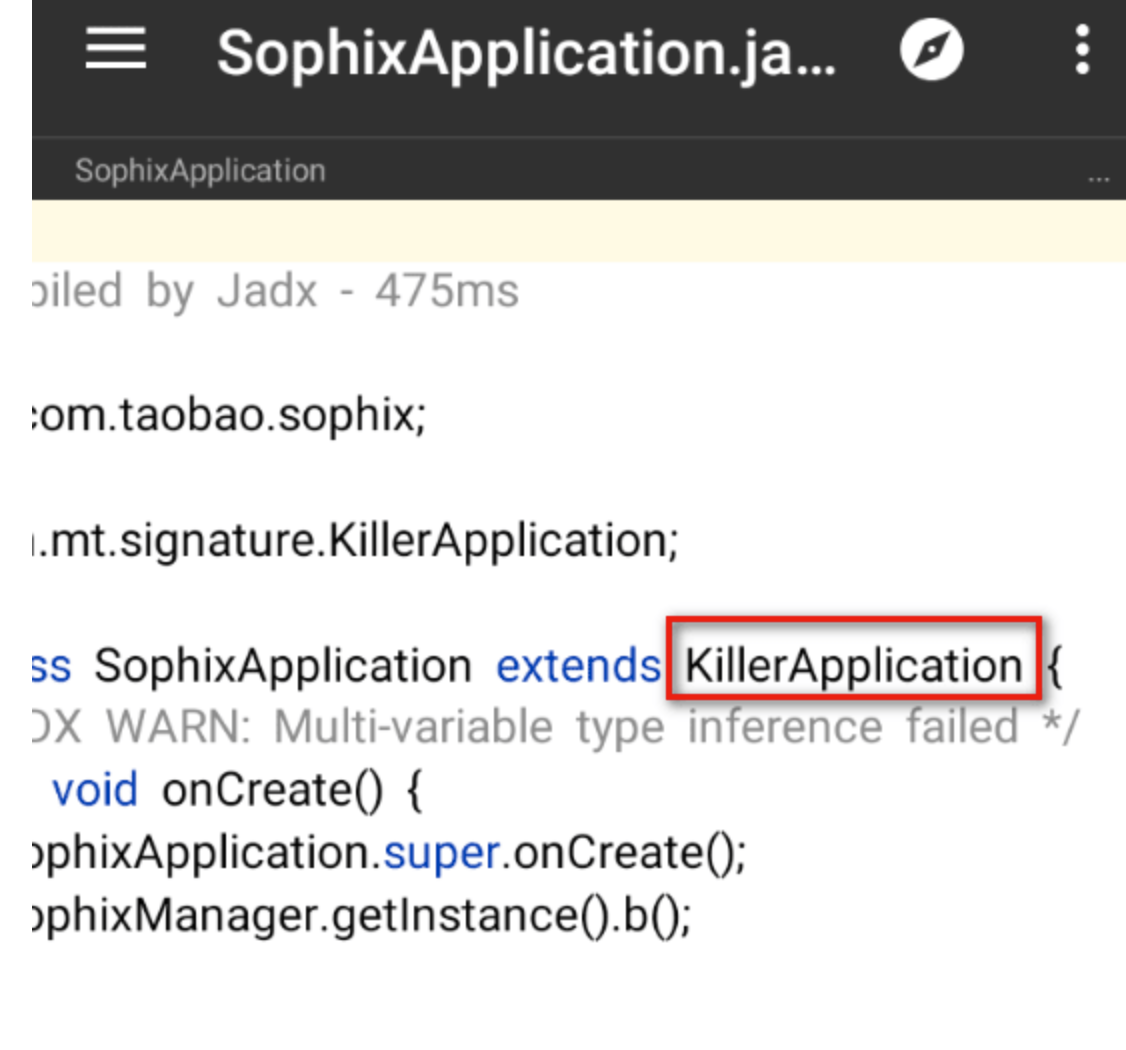 SophixApplication.ja...
SophixApplication ...
piled by Jadx - 475ms
com.taobao.sophix;
.mt.signature.KillerApplication;
ss SophixApplication extends KillerApplication {
DX WARN: Multi-variable type inference failed */
void onCreate() {
ophixApplication.super.onCreate();
ophixManager.getInstance().b();